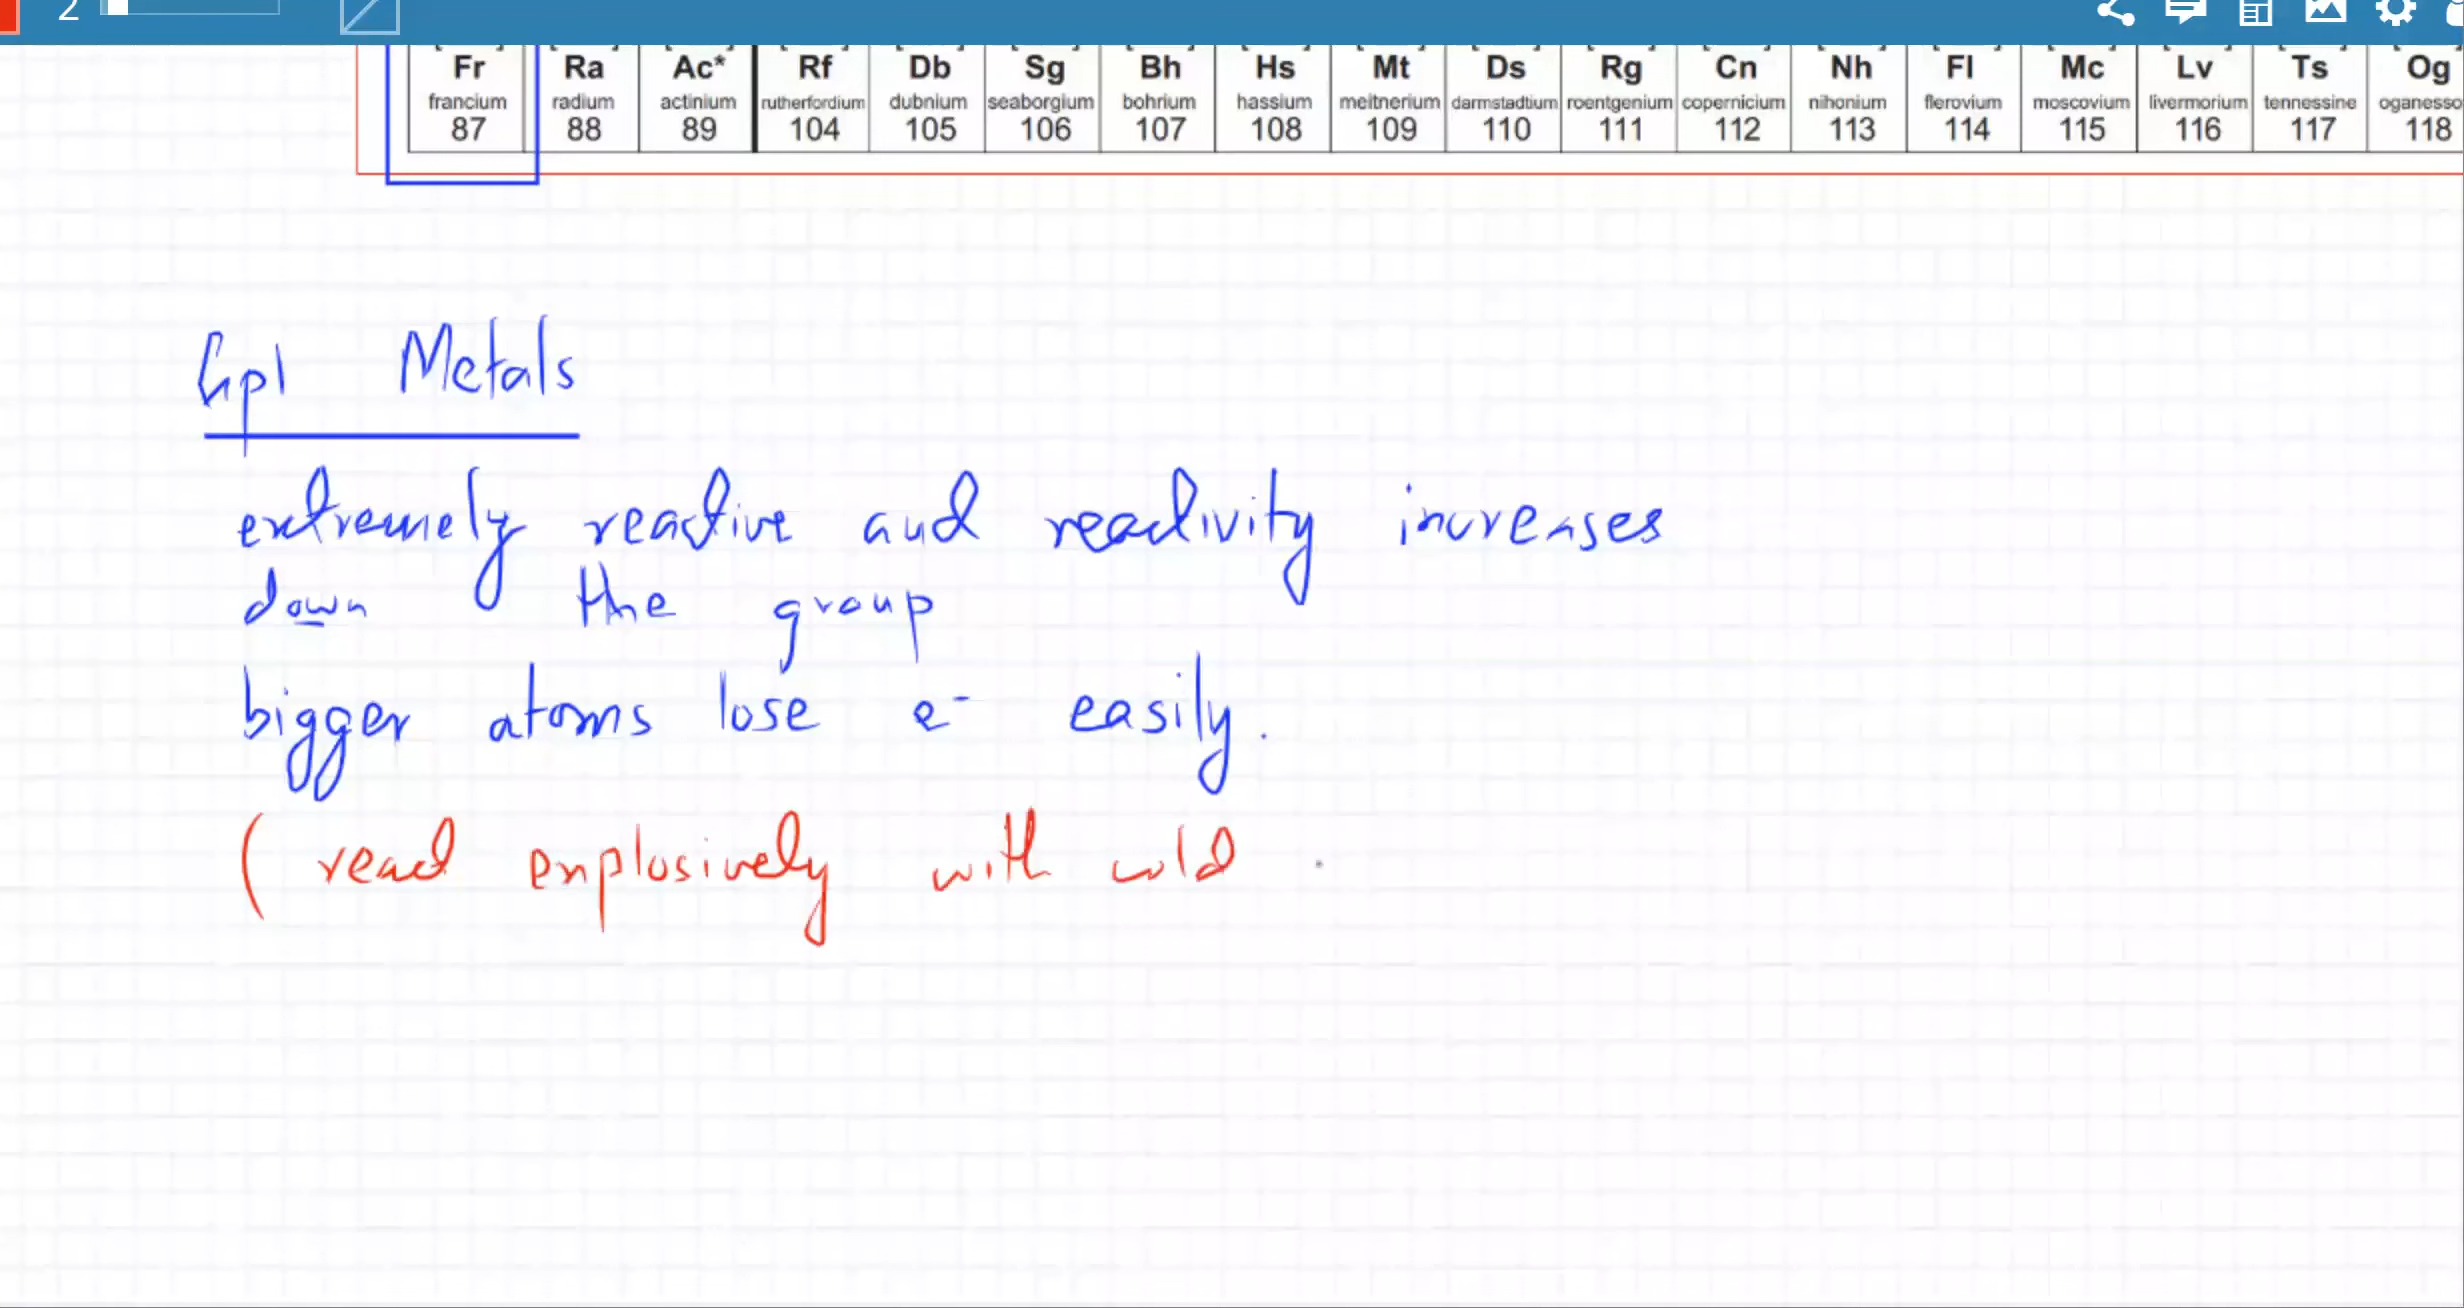 2
Fr Ra Ac* Rf Db Sg Bh Hs Mt Ds Rg Cn Nh Fl Mc Lv Ts Og
francium radium actinium rutherfordium dubnium seaborgium bohrium hassium meitnerium darmstadtium roentgenium copernicium nihonium flerovium moscovium livermorium tennessine oganesso
87 88 89 104 105 106 107 108 109 110 111 112 113 114 115 116 117 118
Gp1 Metals
extremely reactive and reactivity increases
down the group
bigger atoms lose e⁻ easily.
( react explosively with cold